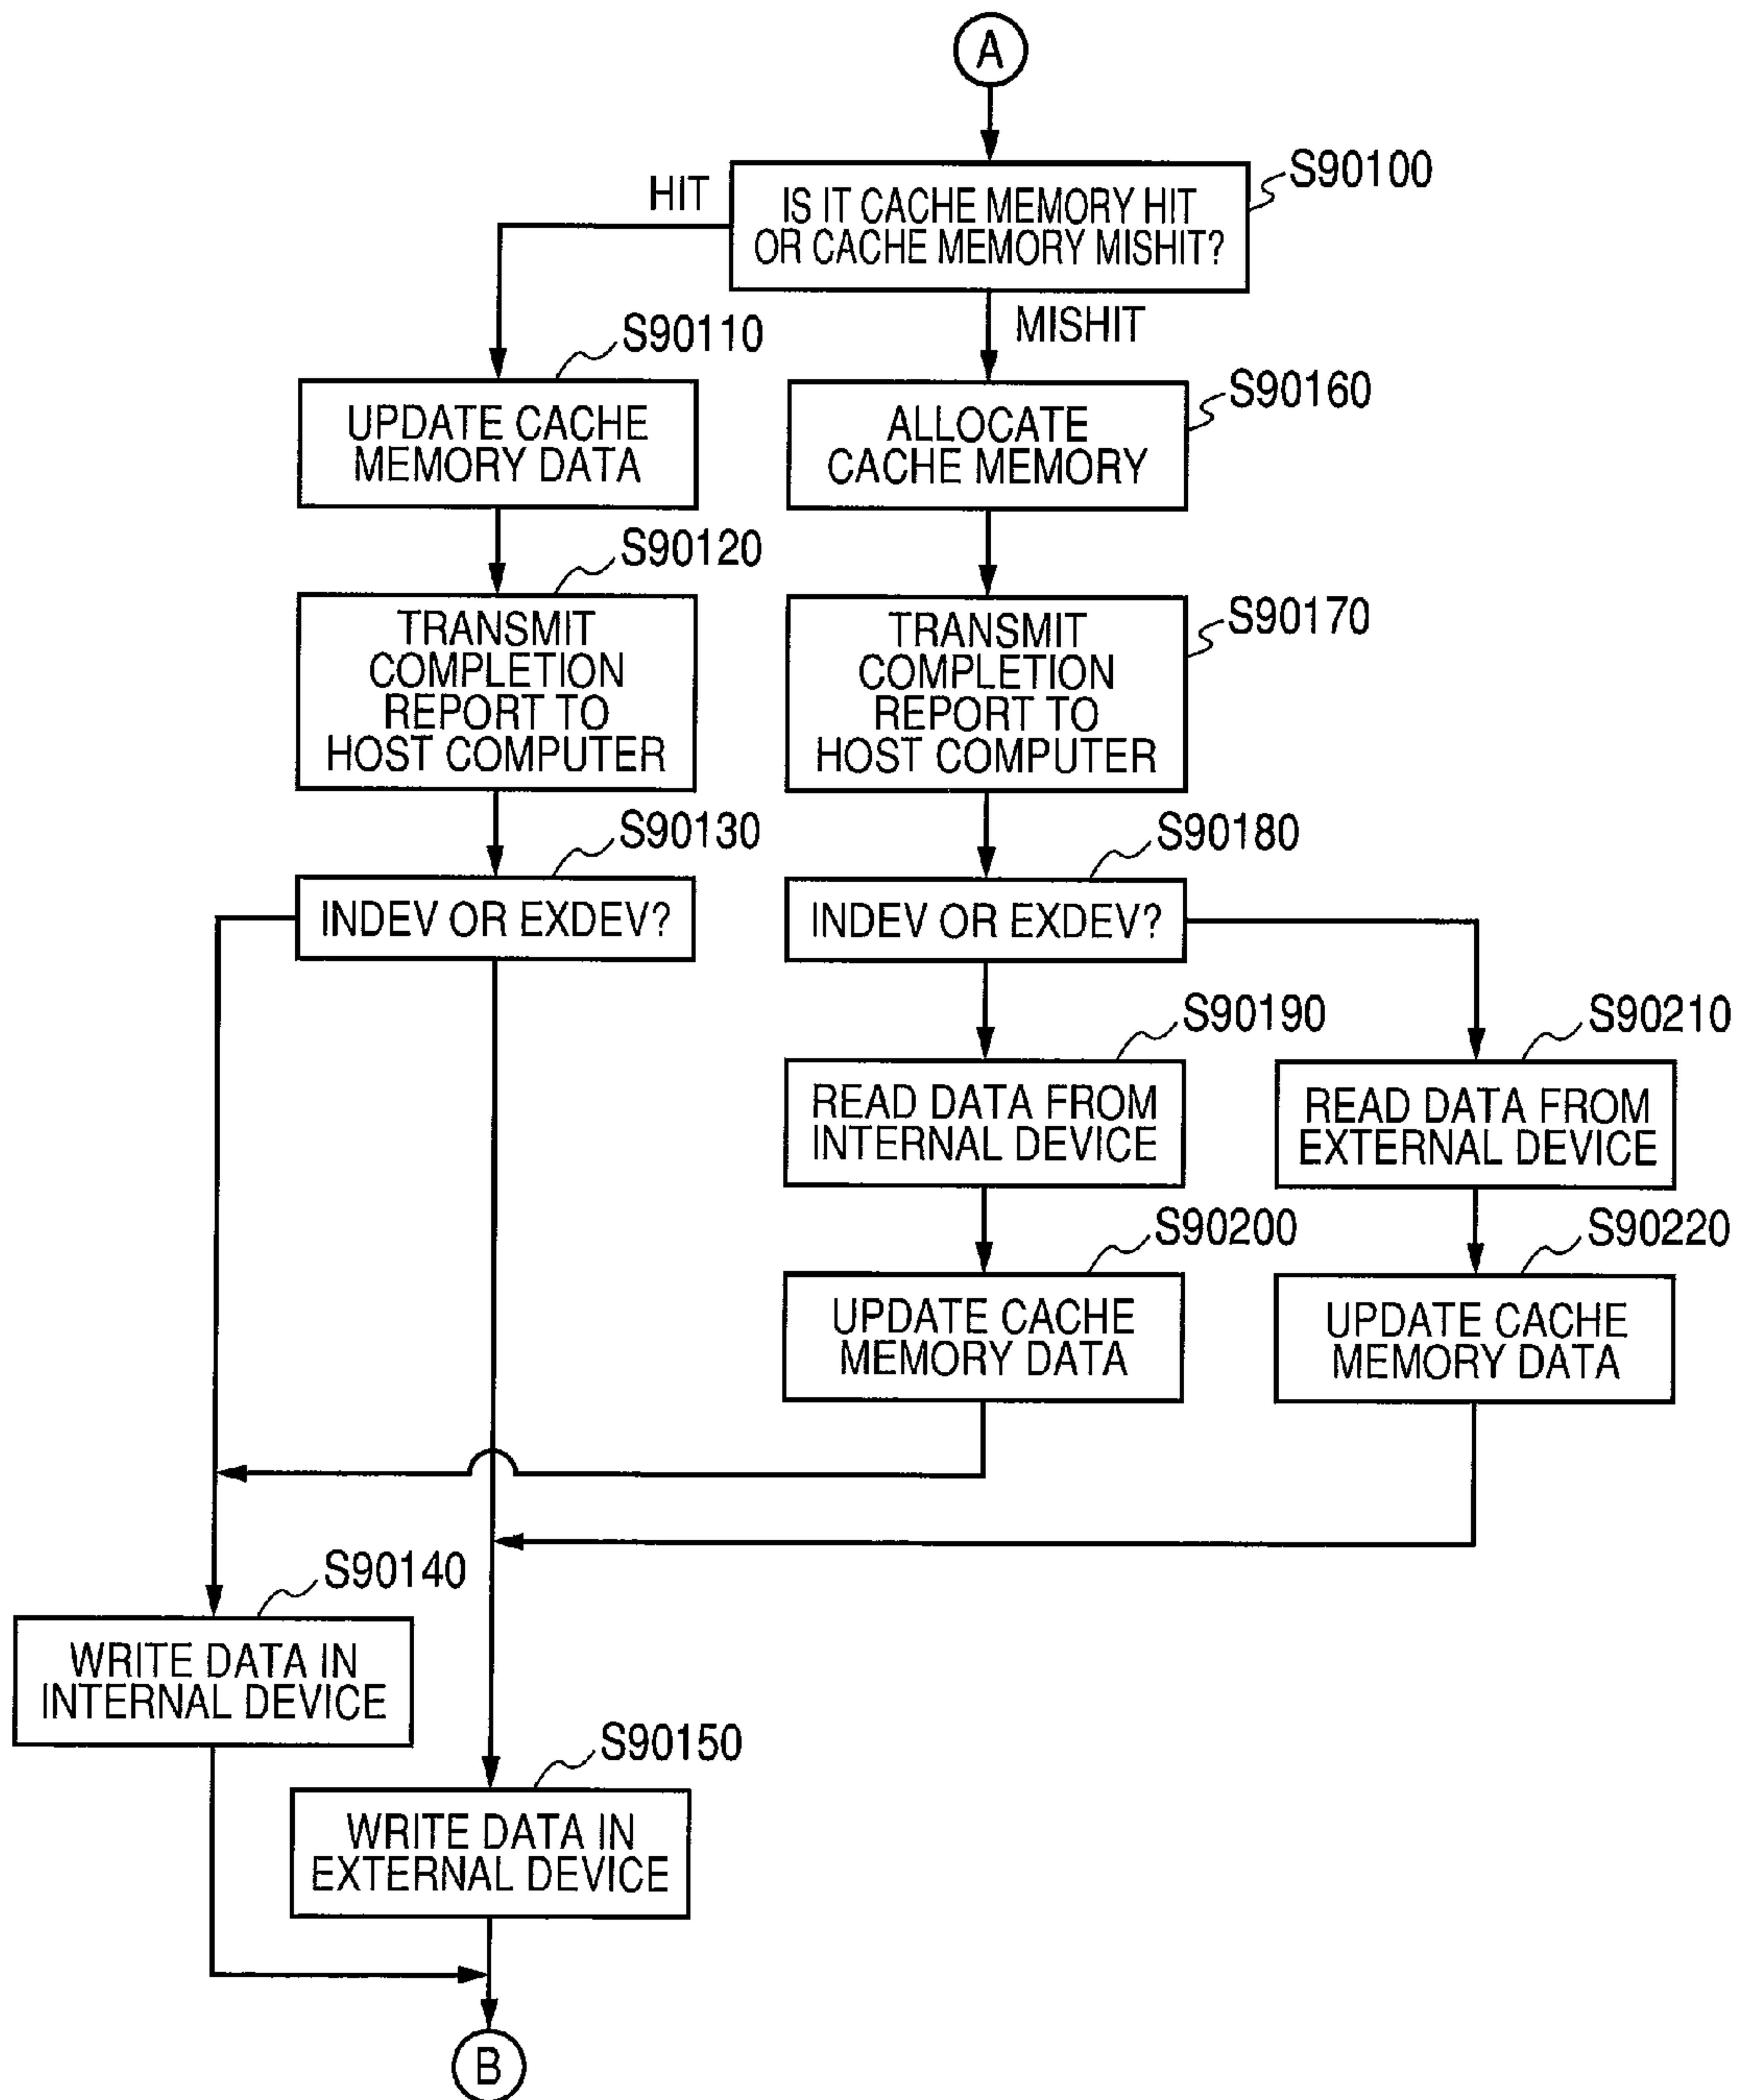 A
S90100
HIT
IS IT CACHE MEMORY HIT
OR CACHE MEMORY MISHIT?
MISHIT
S90110
UPDATE CACHE
MEMORY DATA
S90160
ALLOCATE
CACHE MEMORY
S90120
TRANSMIT
COMPLETION
REPORT TO
HOST COMPUTER
S90170
TRANSMIT
COMPLETION
REPORT TO
HOST COMPUTER
S90130
INDEV OR EXDEV?
S90180
INDEV OR EXDEV?
S90190
READ DATA FROM
INTERNAL DEVICE
S90210
READ DATA FROM
EXTERNAL DEVICE
S90200
UPDATE CACHE
MEMORY DATA
S90220
UPDATE CACHE
MEMORY DATA
S90140
WRITE DATA IN
INTERNAL DEVICE
S90150
WRITE DATA IN
EXTERNAL DEVICE
B